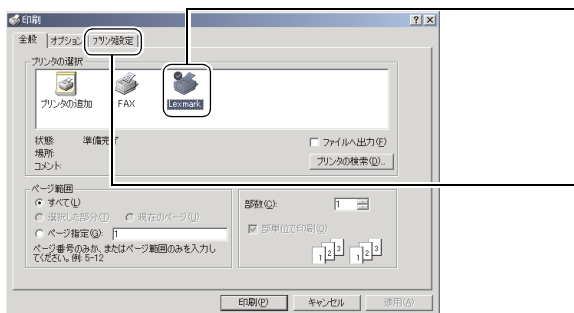 印刷
全般 オプション プリンタ設定
プリンタの選択
プリンタの追加 FAX Lexmark
状態: 準備完了
場所:
コメント:
ファイルへ出力(F)
プリンタの検索(D)...
ページ範囲
すべて(L)
選択した部分(T) 現在のページ(U)
ページ指定(G): 1
ページ番号のみか、またはページ範囲のみを入力し
てください。例: 5-12
部数(C): 1
部単位で印刷(O)
1 2 3 1 2 3
印刷(P) キャンセル 適用(A)